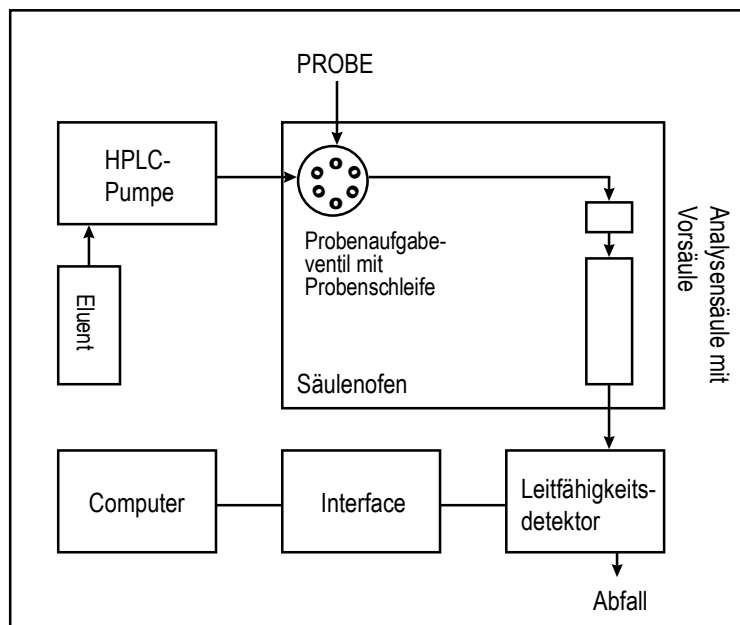 PROBE
HPLC-
Pumpe
Eluent
Probenaufgabe-
ventil mit
Probenschleife
Säulenofen
Analysensäule mit
Vorsäule
Computer
Interface
Leitfähigkeits-
detektor
Abfall